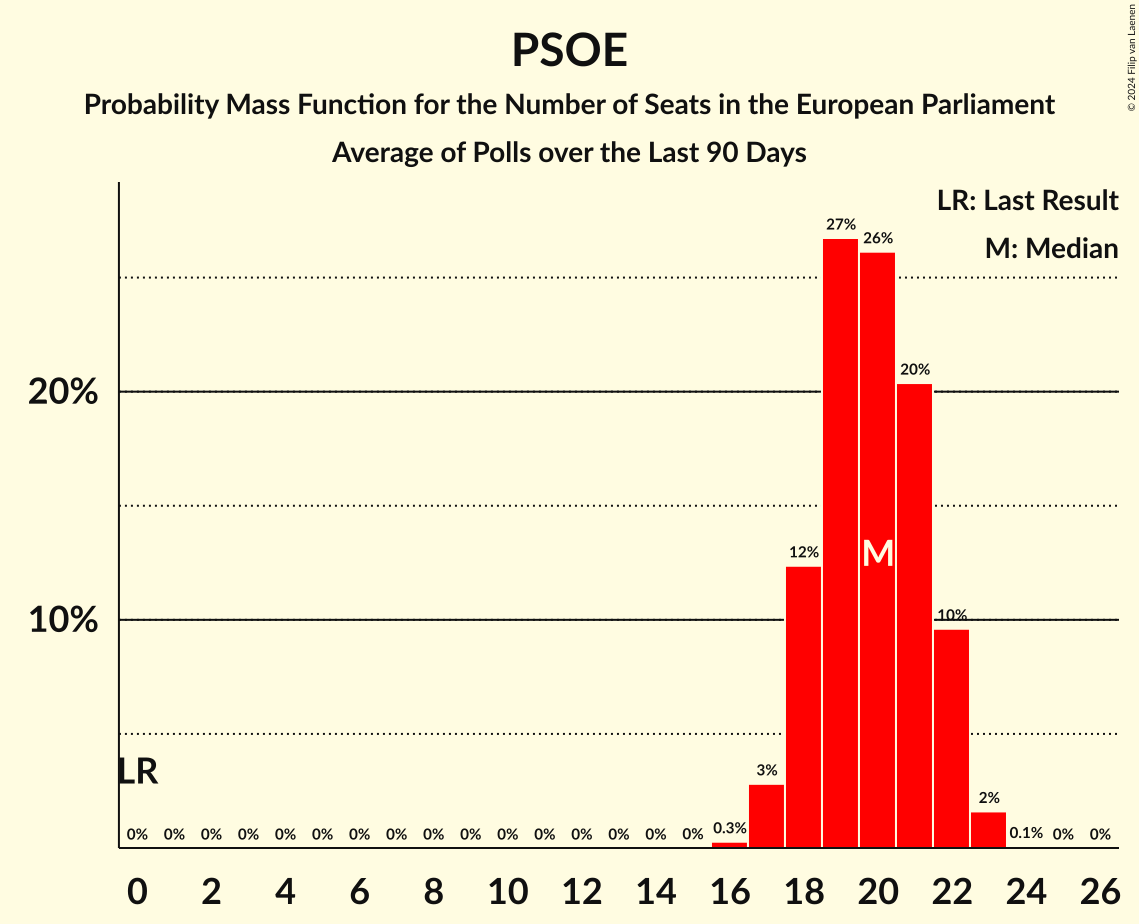 PSOE
Probability Mass Function for the Number of Seats in the European Parliament
Average of Polls over the Last 90 Days
© 2024 Filip van Laenen
LR: Last Result
M: Median
27%
26%
20%
20%
12%
M
10%
10%
LR
3%
2%
0% 0% 0% 0% 0% 0% 0% 0% 0% 0% 0% 0% 0% 0% 0% 0% 0.3% 0.1% 0% 0%
0 2 4 6 8 10 12 14 16 18 20 22 24 26